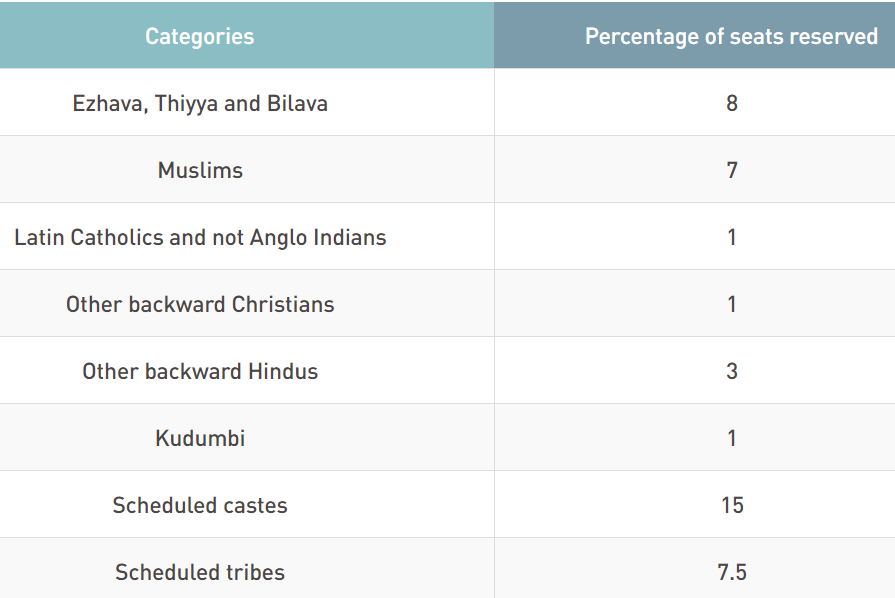 Categories Percentage of seats reserved
Ezhava, Thiyya and Bilava 8
Muslims 7
Latin Catholics and not Anglo Indians 1
Other backward Christians 1
Other backward Hindus 3
Kudumbi 1
Scheduled castes 15
Scheduled tribes 7.5